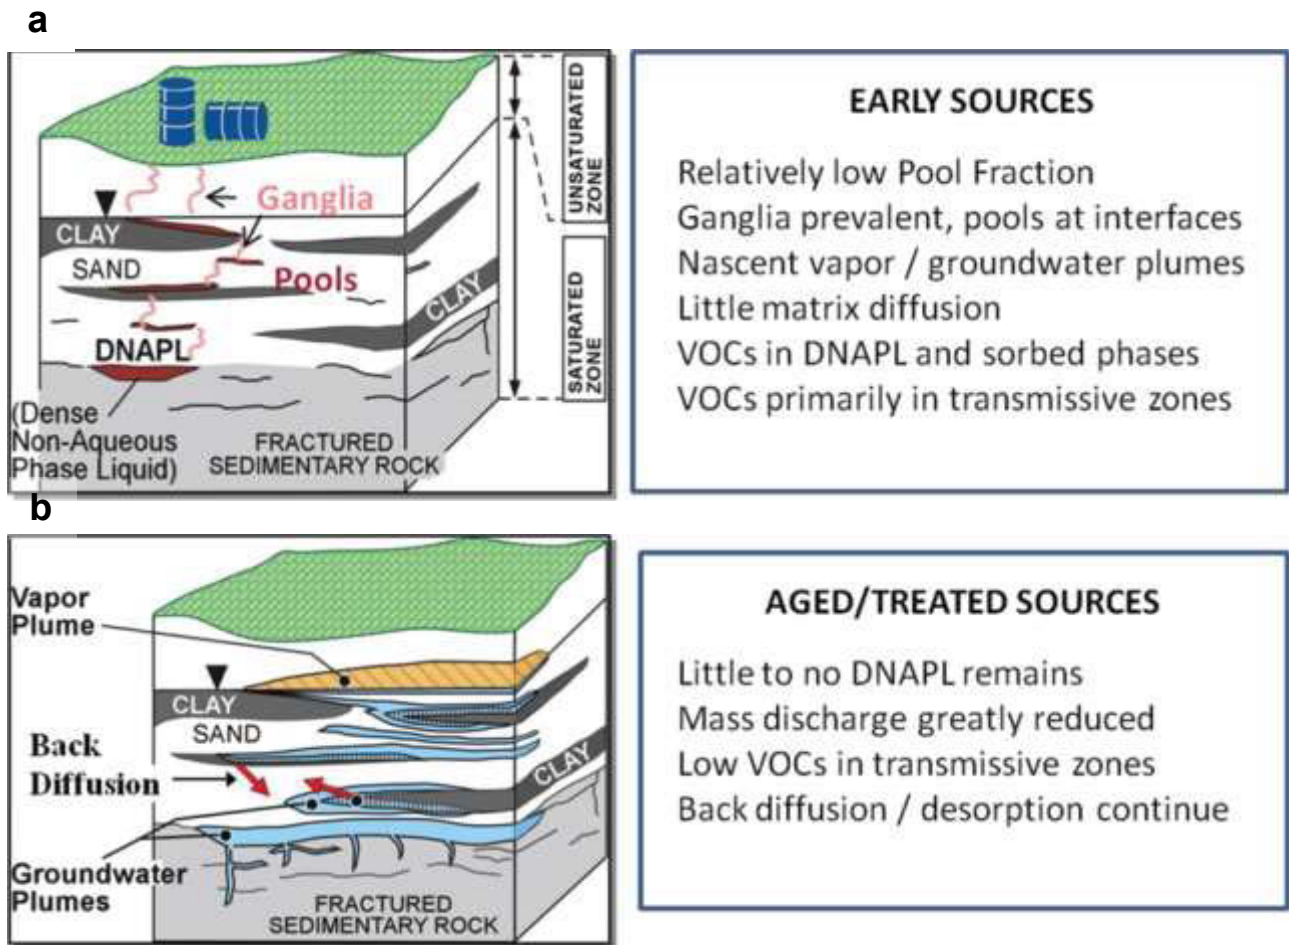 a
EARLY SOURCES
Relatively low Pool Fraction
Ganglia prevalent, pools at interfaces
Nascent vapor / groundwater plumes
Little matrix diffusion
VOCs in DNAPL and sorbed phases
VOCs primarily in transmissive zones
Ganglia
CLAY
SAND
Pools
CLAY
DNAPL
(Dense
Non-Aqueous
Phase Liquid)
FRACTURED
SEDIMENTARY ROCK
UNSATURATED
ZONE
SATURATED
ZONE
b
Vapor
Plume
CLAY
SAND
Back
Diffusion
CLAY
Groundwater
Plumes
FRACTURED
SEDIMENTARY ROCK
AGED/TREATED SOURCES
Little to no DNAPL remains
Mass discharge greatly reduced
Low VOCs in transmissive zones
Back diffusion / desorption continue